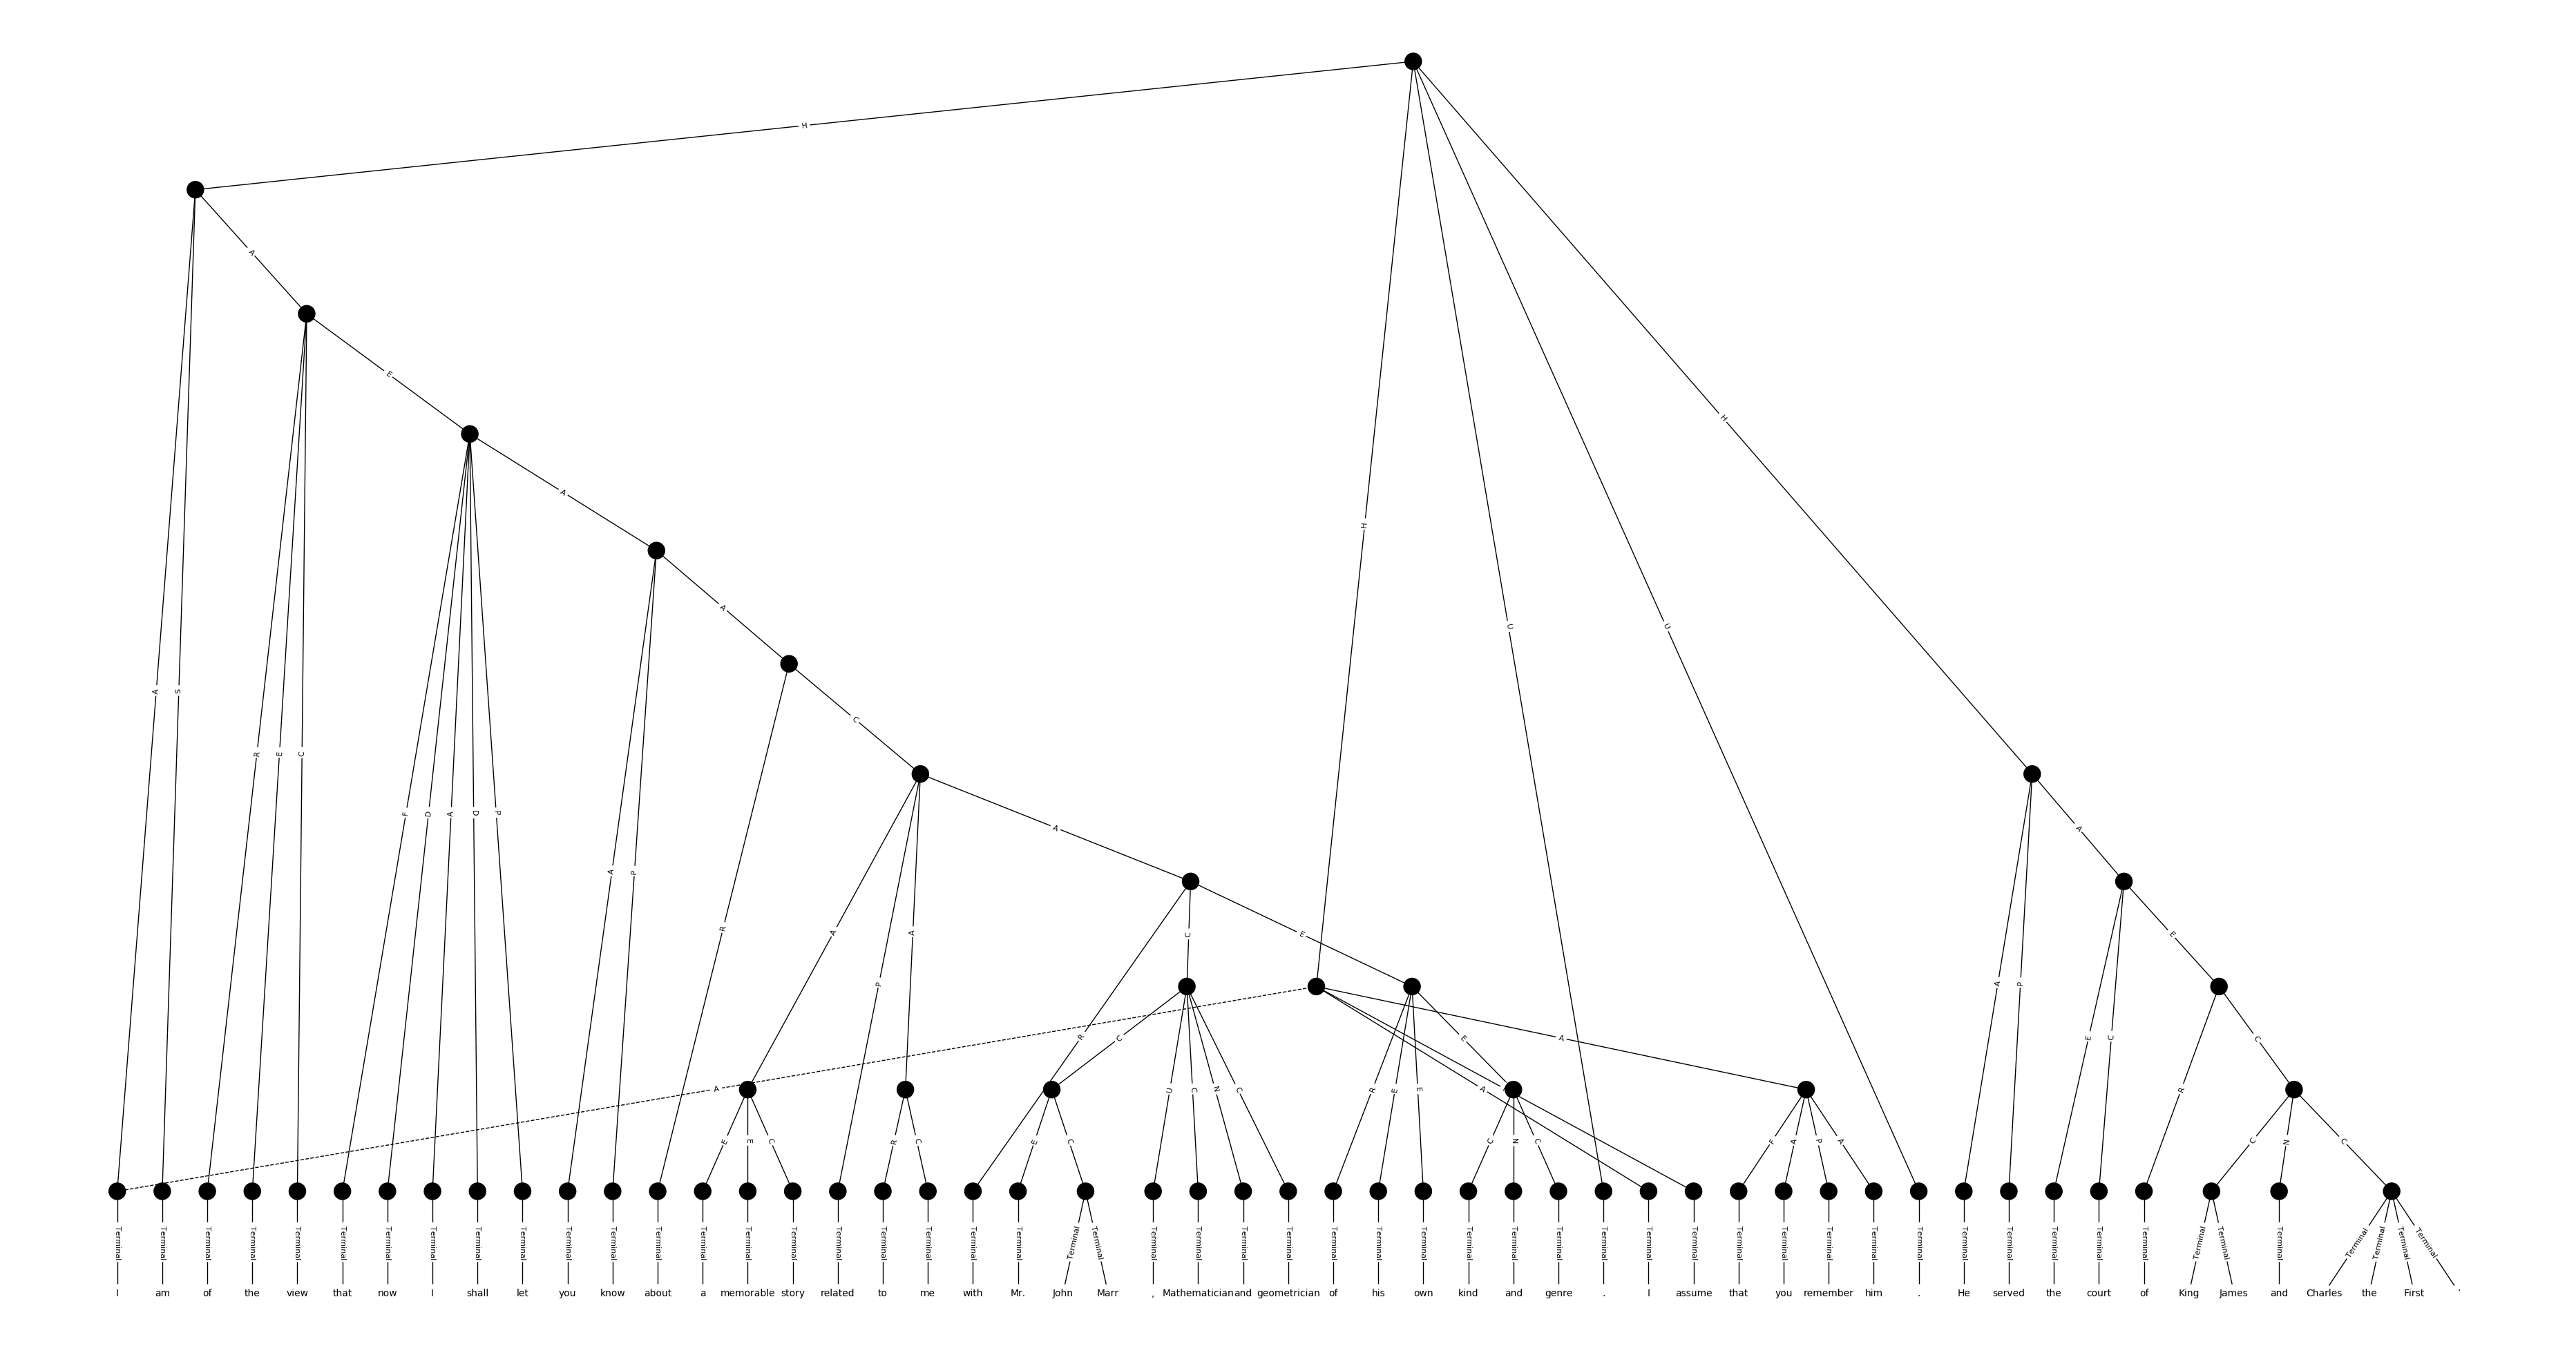 H
A
E
A
A
C
A
H
U
U
H
A
S
R
E
C
F
D
A
D
P
A
P
R
A
P
A
R
C
C
E
A
E
A
P
E
C
R
C
A
E
E
C
R
C
E
C
U
C
N
C
R
E
E
E
C
N
C
A
A
F
A
P
A
R
C
C
N
C
Terminal Terminal Terminal Terminal Terminal Terminal Terminal Terminal Terminal Terminal Terminal Terminal Terminal Terminal Terminal Terminal Terminal Terminal Terminal Terminal Terminal Terminal Terminal Terminal Terminal Terminal Terminal Terminal Terminal Terminal Terminal Terminal Terminal Terminal Terminal Terminal Terminal Terminal Terminal Terminal Terminal Terminal Terminal Terminal Terminal Terminal Terminal Terminal Terminal Terminal Terminal Terminal Terminal
I am of the view that now I shall let you know about a memorable story related to me with Mr. John Marr , Mathematician and geometrician of his own kind and genre . I assume that you remember him . He served the court of King James and Charles the First .